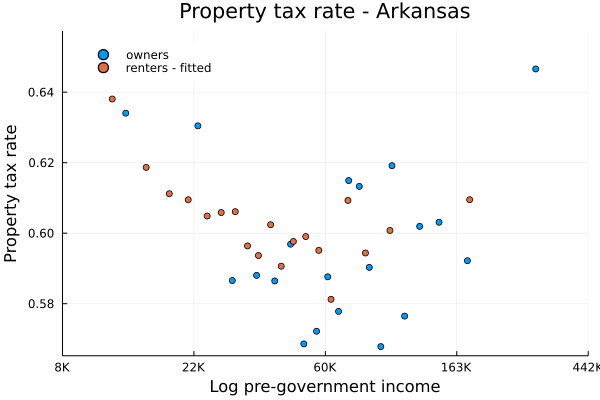 Property tax rate - Arkansas
owners
renters - fitted
Property tax rate
0.64
0.62
0.60
0.58
8K
22K
60K
163K
442K
Log pre-government income